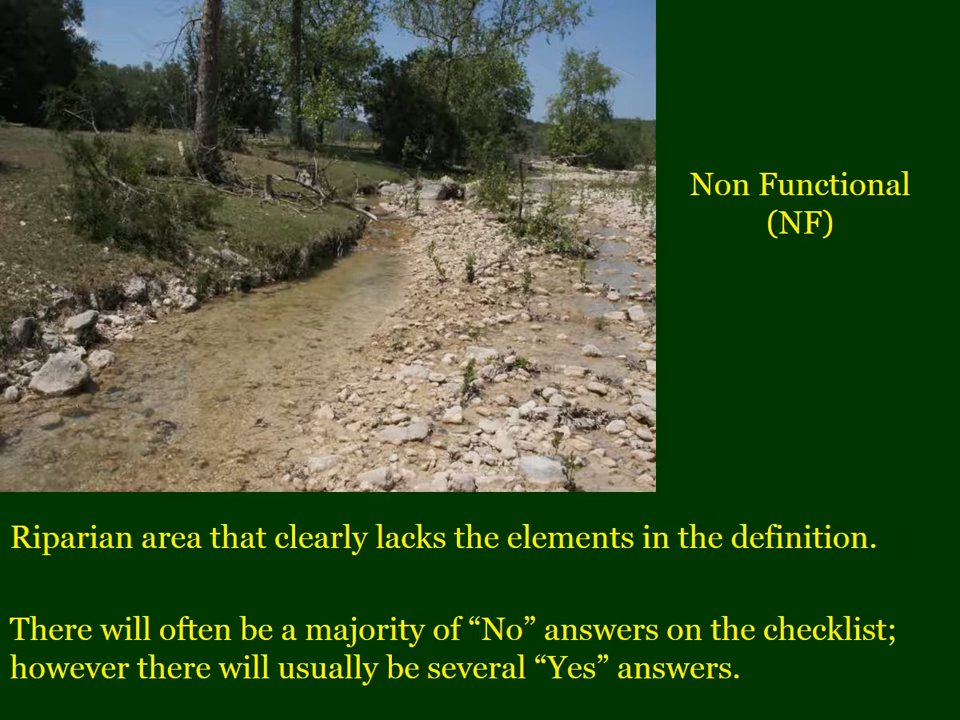 Non Functional
(NF)
Riparian area that clearly lacks the elements in the definition.
There will often be a majority of “No” answers on the checklist;
however there will usually be several “Yes” answers.